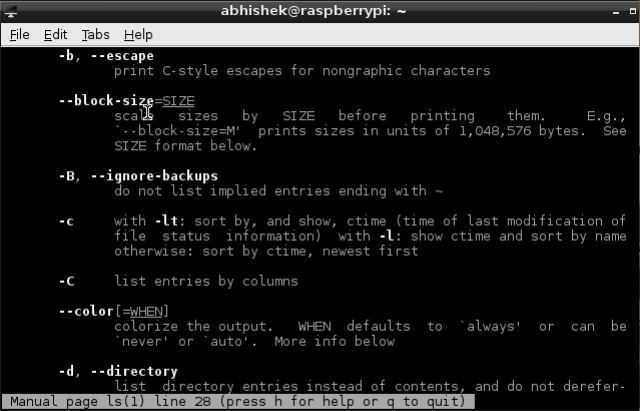 abhishek@raspberrypi: ~
File Edit Tabs Help
-b, --escape
print C-style escapes for nongraphic characters
--block-size=SIZE
scale sizes by SIZE before printing them. E.g.,
`--block-size=M' prints sizes in units of 1,048,576 bytes. See
SIZE format below.
-B, --ignore-backups
do not list implied entries ending with ~
-c with -lt: sort by, and show, ctime (time of last modification of
file status information) with -l: show ctime and sort by name
otherwise: sort by ctime, newest first
-C list entries by columns
--color[=WHEN]
colorize the output. WHEN defaults to `always' or can be
`never' or `auto'. More info below
-d, --directory
list directory entries instead of contents, and do not derefer-
Manual page ls(1) line 28 (press h for help or q to quit)